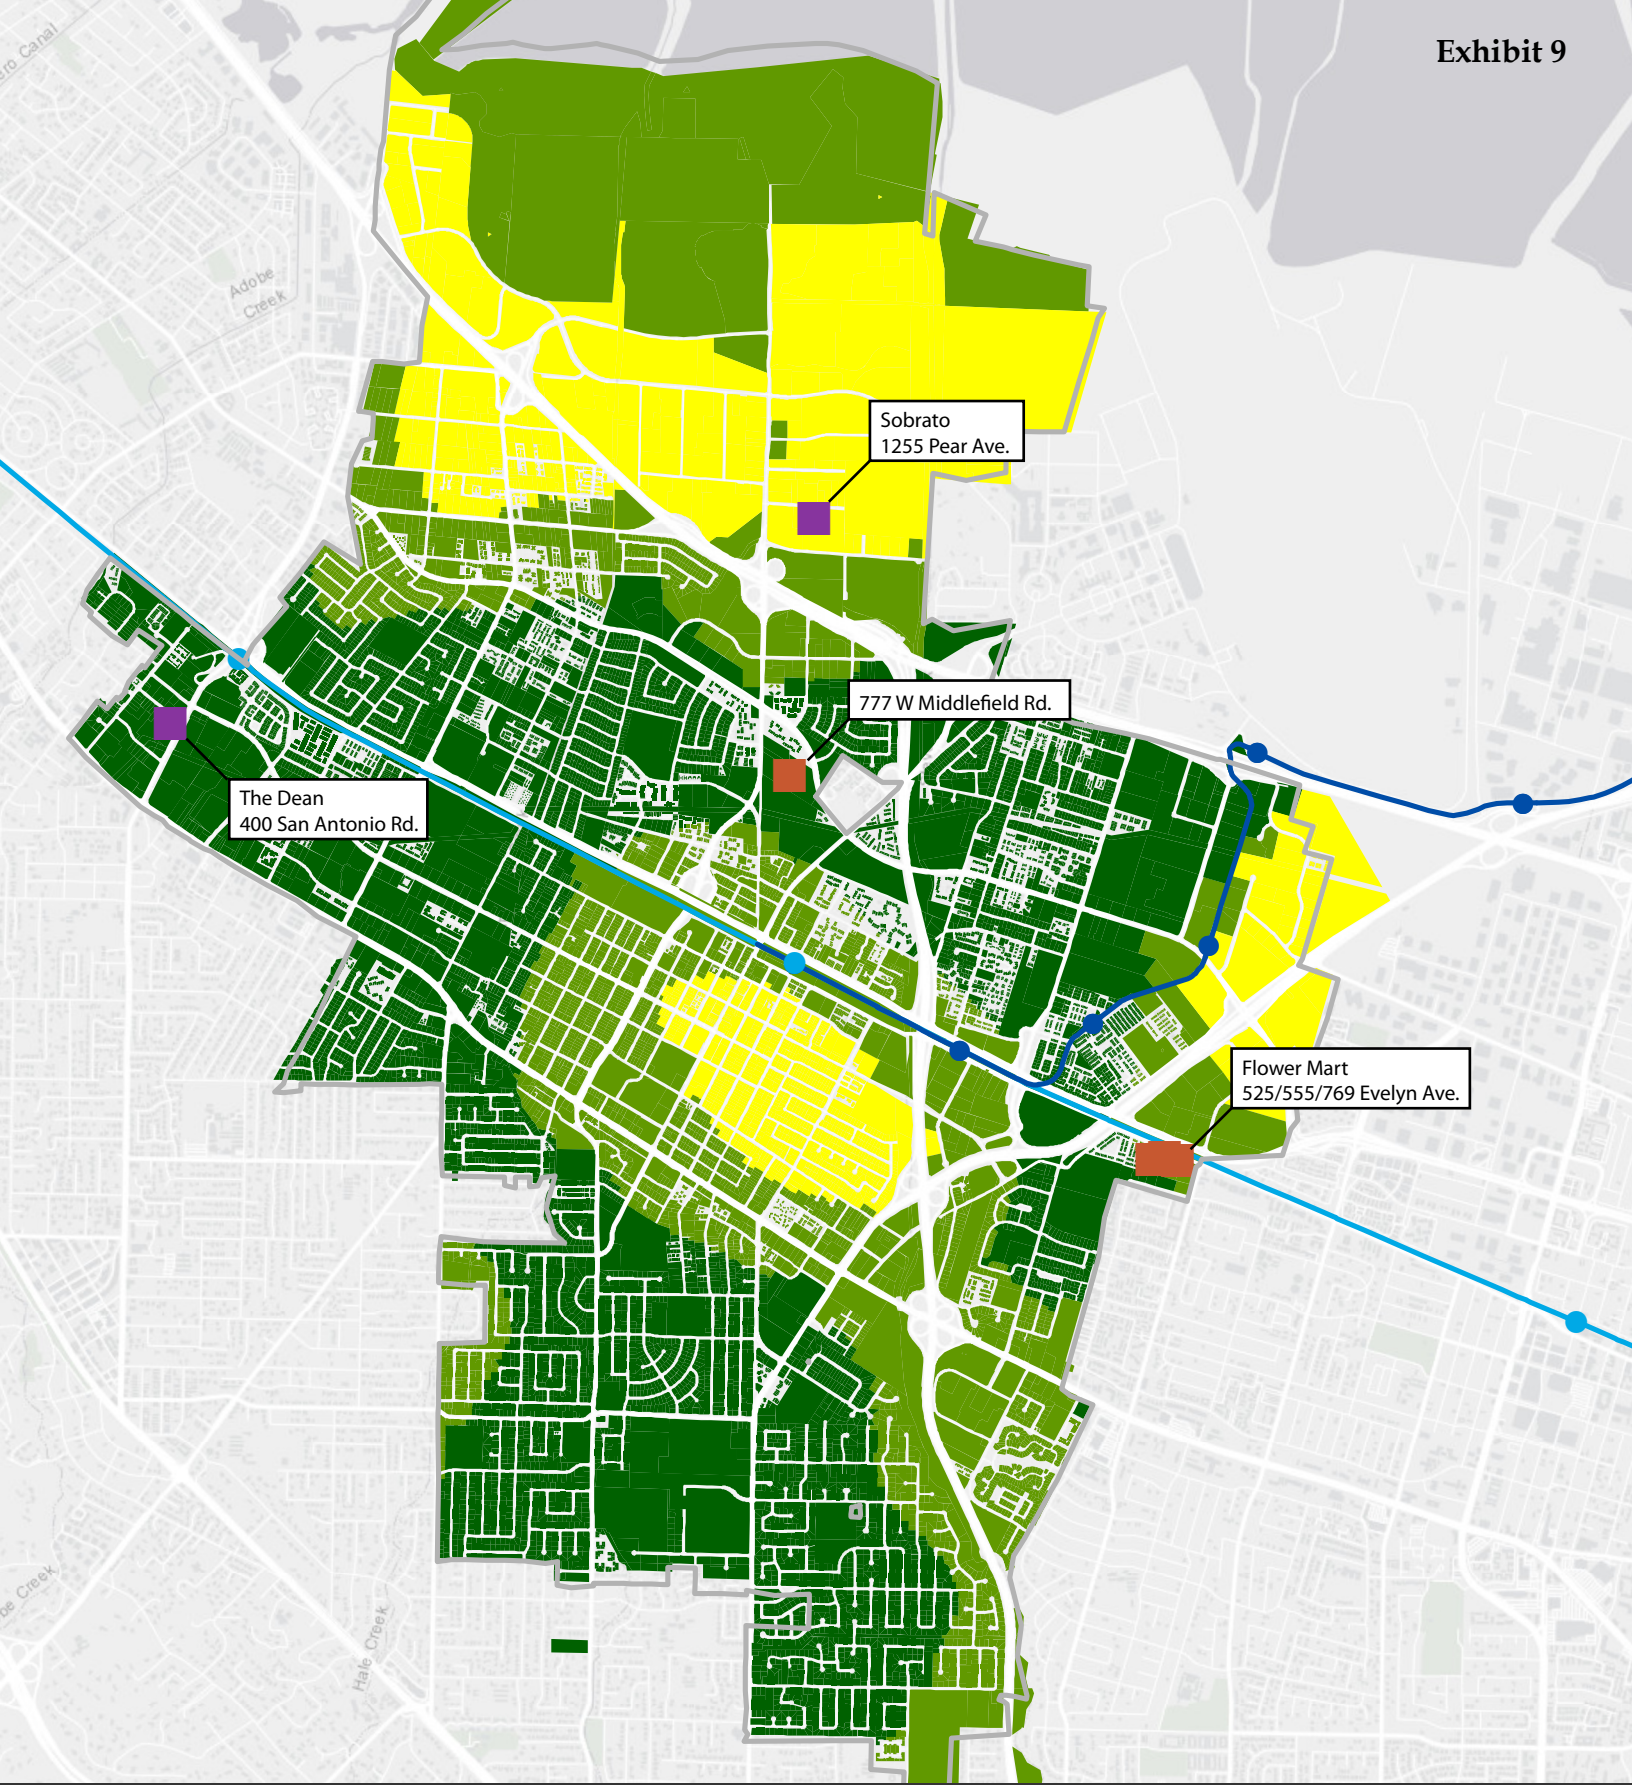 Exhibit 9
Adobe
Creek
Sobrato
1255 Pear Ave.
777 W Middlefield Rd.
The Dean
400 San Antonio Rd.
Flower Mart
525/555/769 Evelyn Ave.
Hale Creek